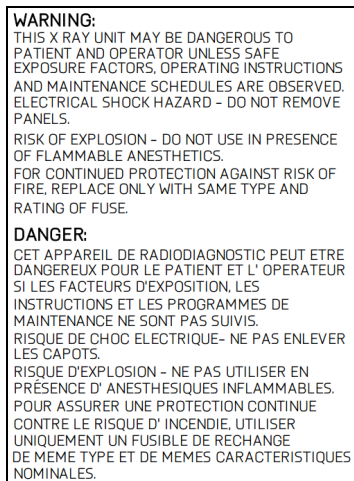 WARNING:
THIS X RAY UNIT MAY BE DANGEROUS TO
PATIENT AND OPERATOR UNLESS SAFE
EXPOSURE FACTORS, OPERATING INSTRUCTIONS
AND MAINTENANCE SCHEDULES ARE OBSERVED.
ELECTRICAL SHOCK HAZARD - DO NOT REMOVE
PANELS.
RISK OF EXPLOSION - DO NOT USE IN PRESENCE
OF FLAMMABLE ANESTHETICS.
FOR CONTINUED PROTECTION AGAINST RISK OF
FIRE, REPLACE ONLY WITH SAME TYPE AND
RATING OF FUSE.
DANGER:
CET APPAREIL DE RADIODIAGNOSTIC PEUT ETRE
DANGEREUX POUR LE PATIENT ET L' OPERATEUR
SI LES FACTEURS D'EXPOSITION, LES
INSTRUCTIONS ET LES PROGRAMMES DE
MAINTENANCE NE SONT PAS SUIVIS.
RISQUE DE CHOC ELECTRIQUE- NE PAS ENLEVER
LES CAPOTS.
RISQUE D'EXPLOSION - NE PAS UTILISER EN
PRÉSENCE D' ANESTHESIQUES INFLAMMABLES.
POUR ASSURER UNE PROTECTION CONTINUE
CONTRE LE RISQUE D' INCENDIE, UTILISER
UNIQUEMENT UN FUSIBLE DE RECHANGE
DE MEME TYPE ET DE MEMES CARACTERISTIQUES
NOMINALES.